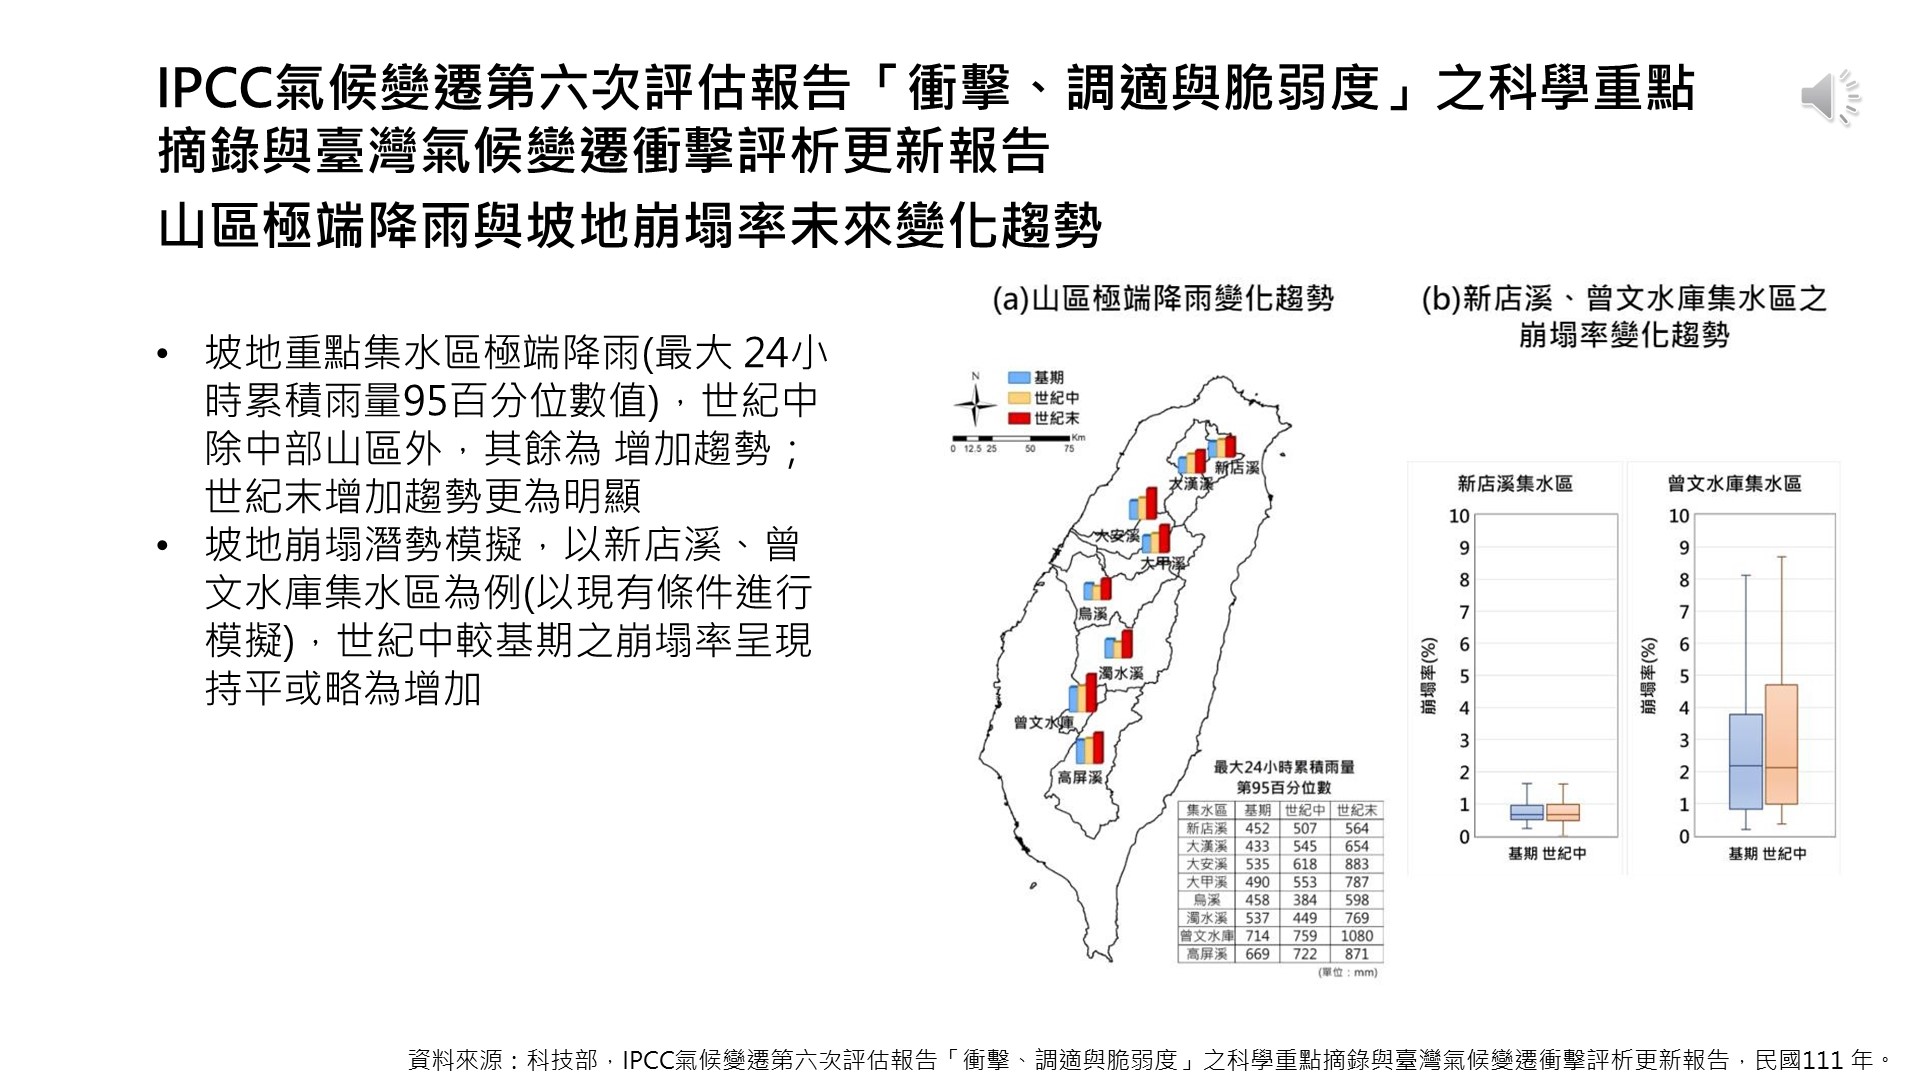 IPCC氣候變遷第六次評估報告「衝擊、調適與脆弱度」之科學重點
摘錄與臺灣氣候變遷衝擊評析更新報告
山區極端降雨與坡地崩塌率未來變化趨勢
• 坡地重點集水區極端降雨(最大 24小
時累積雨量95百分位數值)，世紀中
除中部山區外，其餘為 增加趨勢；
世紀末增加趨勢更為明顯
• 坡地崩塌潛勢模擬，以新店溪、曾
文水庫集水區為例(以現有條件進行
模擬)，世紀中較基期之崩塌率呈現
持平或略為增加
(a)山區極端降雨變化趨勢
N
基期
世紀中
世紀末
Km
0 12.5 25 50 75
新店溪
大漢溪
大安溪
大甲溪
烏溪
濁水溪
曾文水庫
高屏溪
最大24小時累積雨量
第95百分位數
集水區 基期 世紀中 世紀末
新店溪 452 507 564
大漢溪 433 545 654
大安溪 535 618 883
大甲溪 490 553 787
烏溪 458 384 598
濁水溪 537 449 769
曾文水庫 714 759 1080
高屏溪 669 722 871
(單位：mm)
(b)新店溪、曾文水庫集水區之
崩塌率變化趨勢
新店溪集水區
10
9
8
7
6
5
4
3
2
1
0
崩塌率(%)
基期 世紀中
曾文水庫集水區
10
9
8
7
6
5
4
3
2
1
0
崩塌率(%)
基期 世紀中
資料來源：科技部，IPCC氣候變遷第六次評估報告「衝擊、調適與脆弱度」之科學重點摘錄與臺灣氣候變遷衝擊評析更新報告，民國111 年。